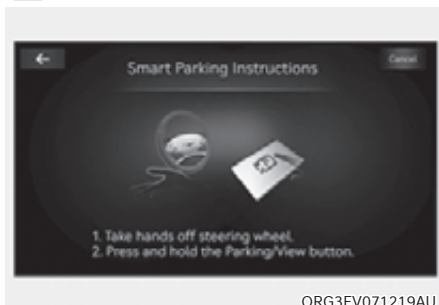 Cancel
Smart Parking Instructions
1. Take hands off steering wheel.
2. Press and hold the Parking/View button.
ORG3EV071219AU